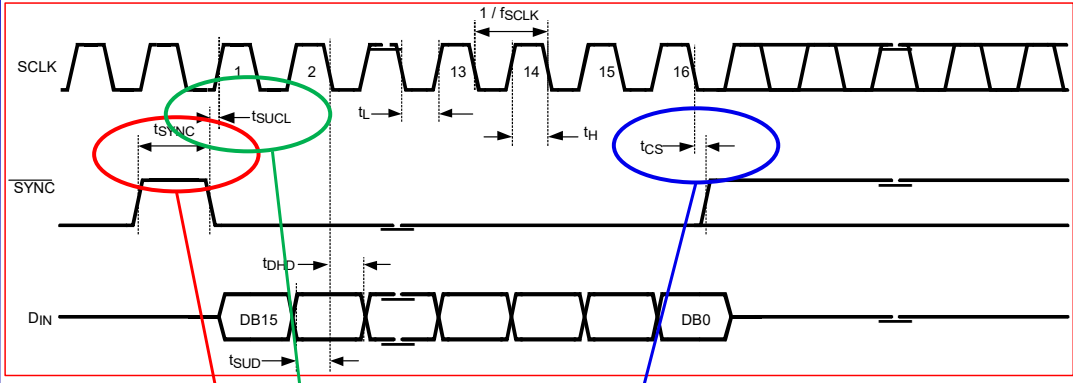 1 / fSCLK
SCLK
1
2
13
14
15
16
tSUCL
tL
tH
tSYNC
tCS
SYNC
tDHD
DIN
DB15
DB0
tSUD